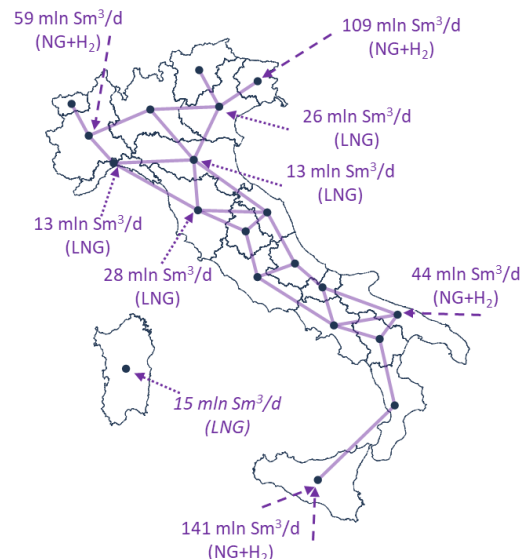 59 mln Sm³/d
(NG+H₂)
109 mln Sm³/d
(NG+H₂)
26 mln Sm³/d
(LNG)
13 mln Sm³/d
(LNG)
13 mln Sm³/d
(LNG)
28 mln Sm³/d
(LNG)
44 mln Sm³/d
(NG+H₂)
15 mln Sm³/d
(LNG)
141 mln Sm³/d
(NG+H₂)